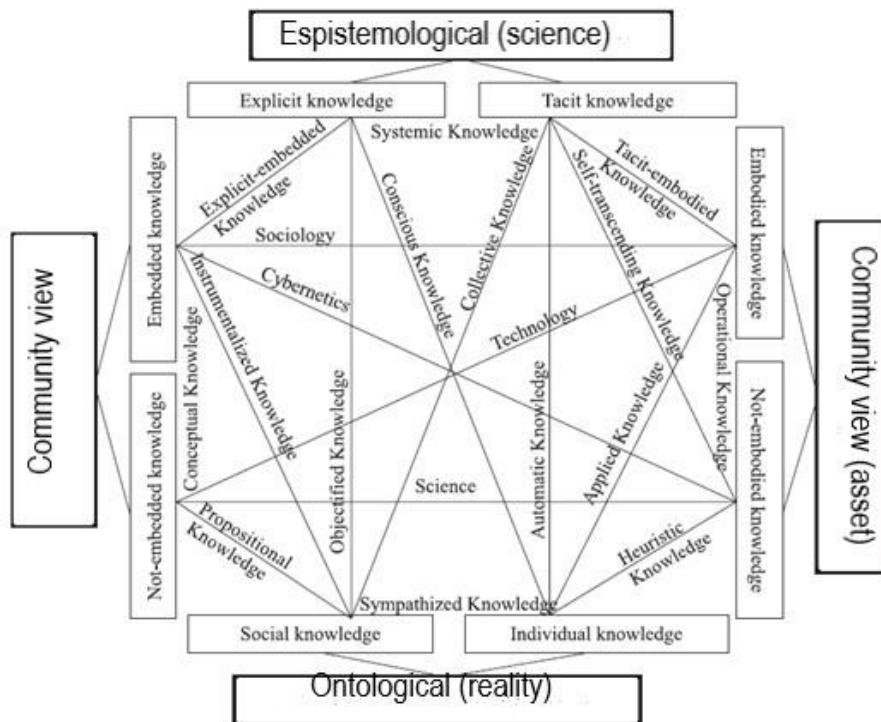 Espistemological (science)
Explicit knowledge
Tacit knowledge
Systemic Knowledge
Explicit-embedded
Knowledge
Tacit-embodied
Knowledge
Embedded knowledge
Embodied knowledge
Conscious Knowledge
Collective Knowledge
Self-transcending Knowledge
Sociology
Instrumentalized Knowledge
Cybernetics
Technology
Operational Knowledge
Community view
Community view (asset)
Conceptual Knowledge
Objectified Knowledge
Automatic Knowledge
Applied Knowledge
Not-embedded knowledge
Not-embodied knowledge
Science
Propositional
Knowledge
Heuristic
Knowledge
Sympathized Knowledge
Social knowledge
Individual knowledge
Ontological (reality)